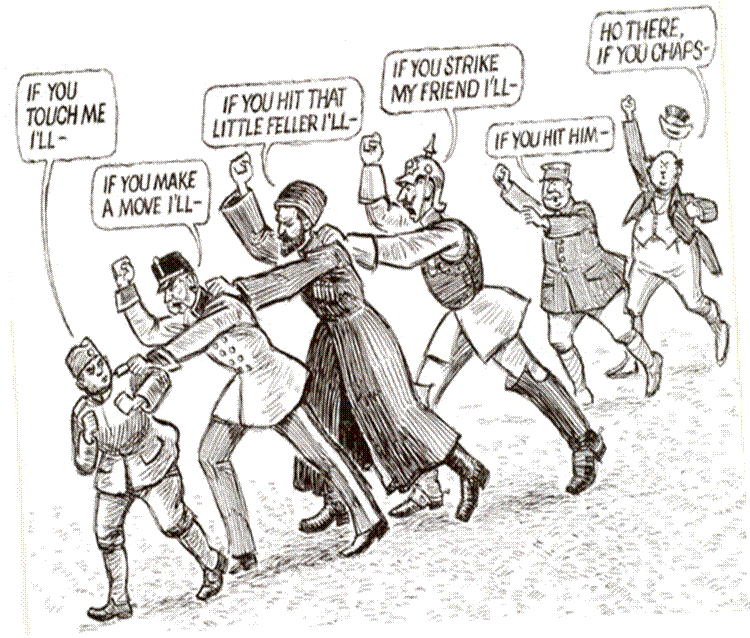 IF YOU
TOUCH ME
I'LL-
IF YOU MAKE
A MOVE I'LL-
IF YOU HIT THAT
LITTLE FELLER I'LL-
IF YOU STRIKE
MY FRIEND I'LL-
IF YOU HIT HIM-
HO THERE,
IF YOU CHAPS-